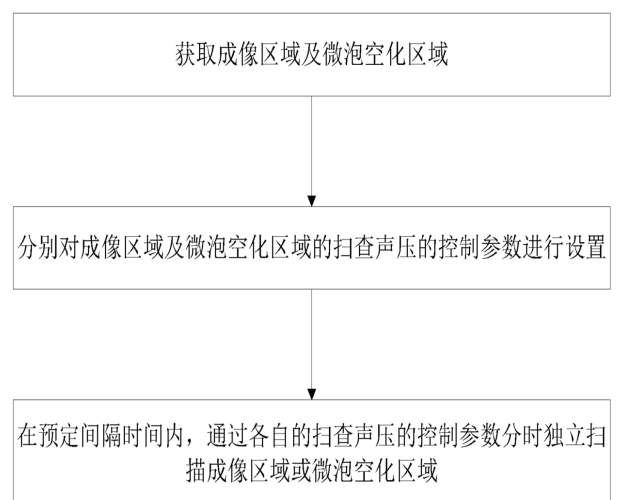 获取成像区域及微泡空化区域
分别对成像区域及微泡空化区域的扫查声压的控制参数进行设置
在预定间隔时间内，通过各自的扫查声压的控制参数分时独立扫
描成像区域或微泡空化区域